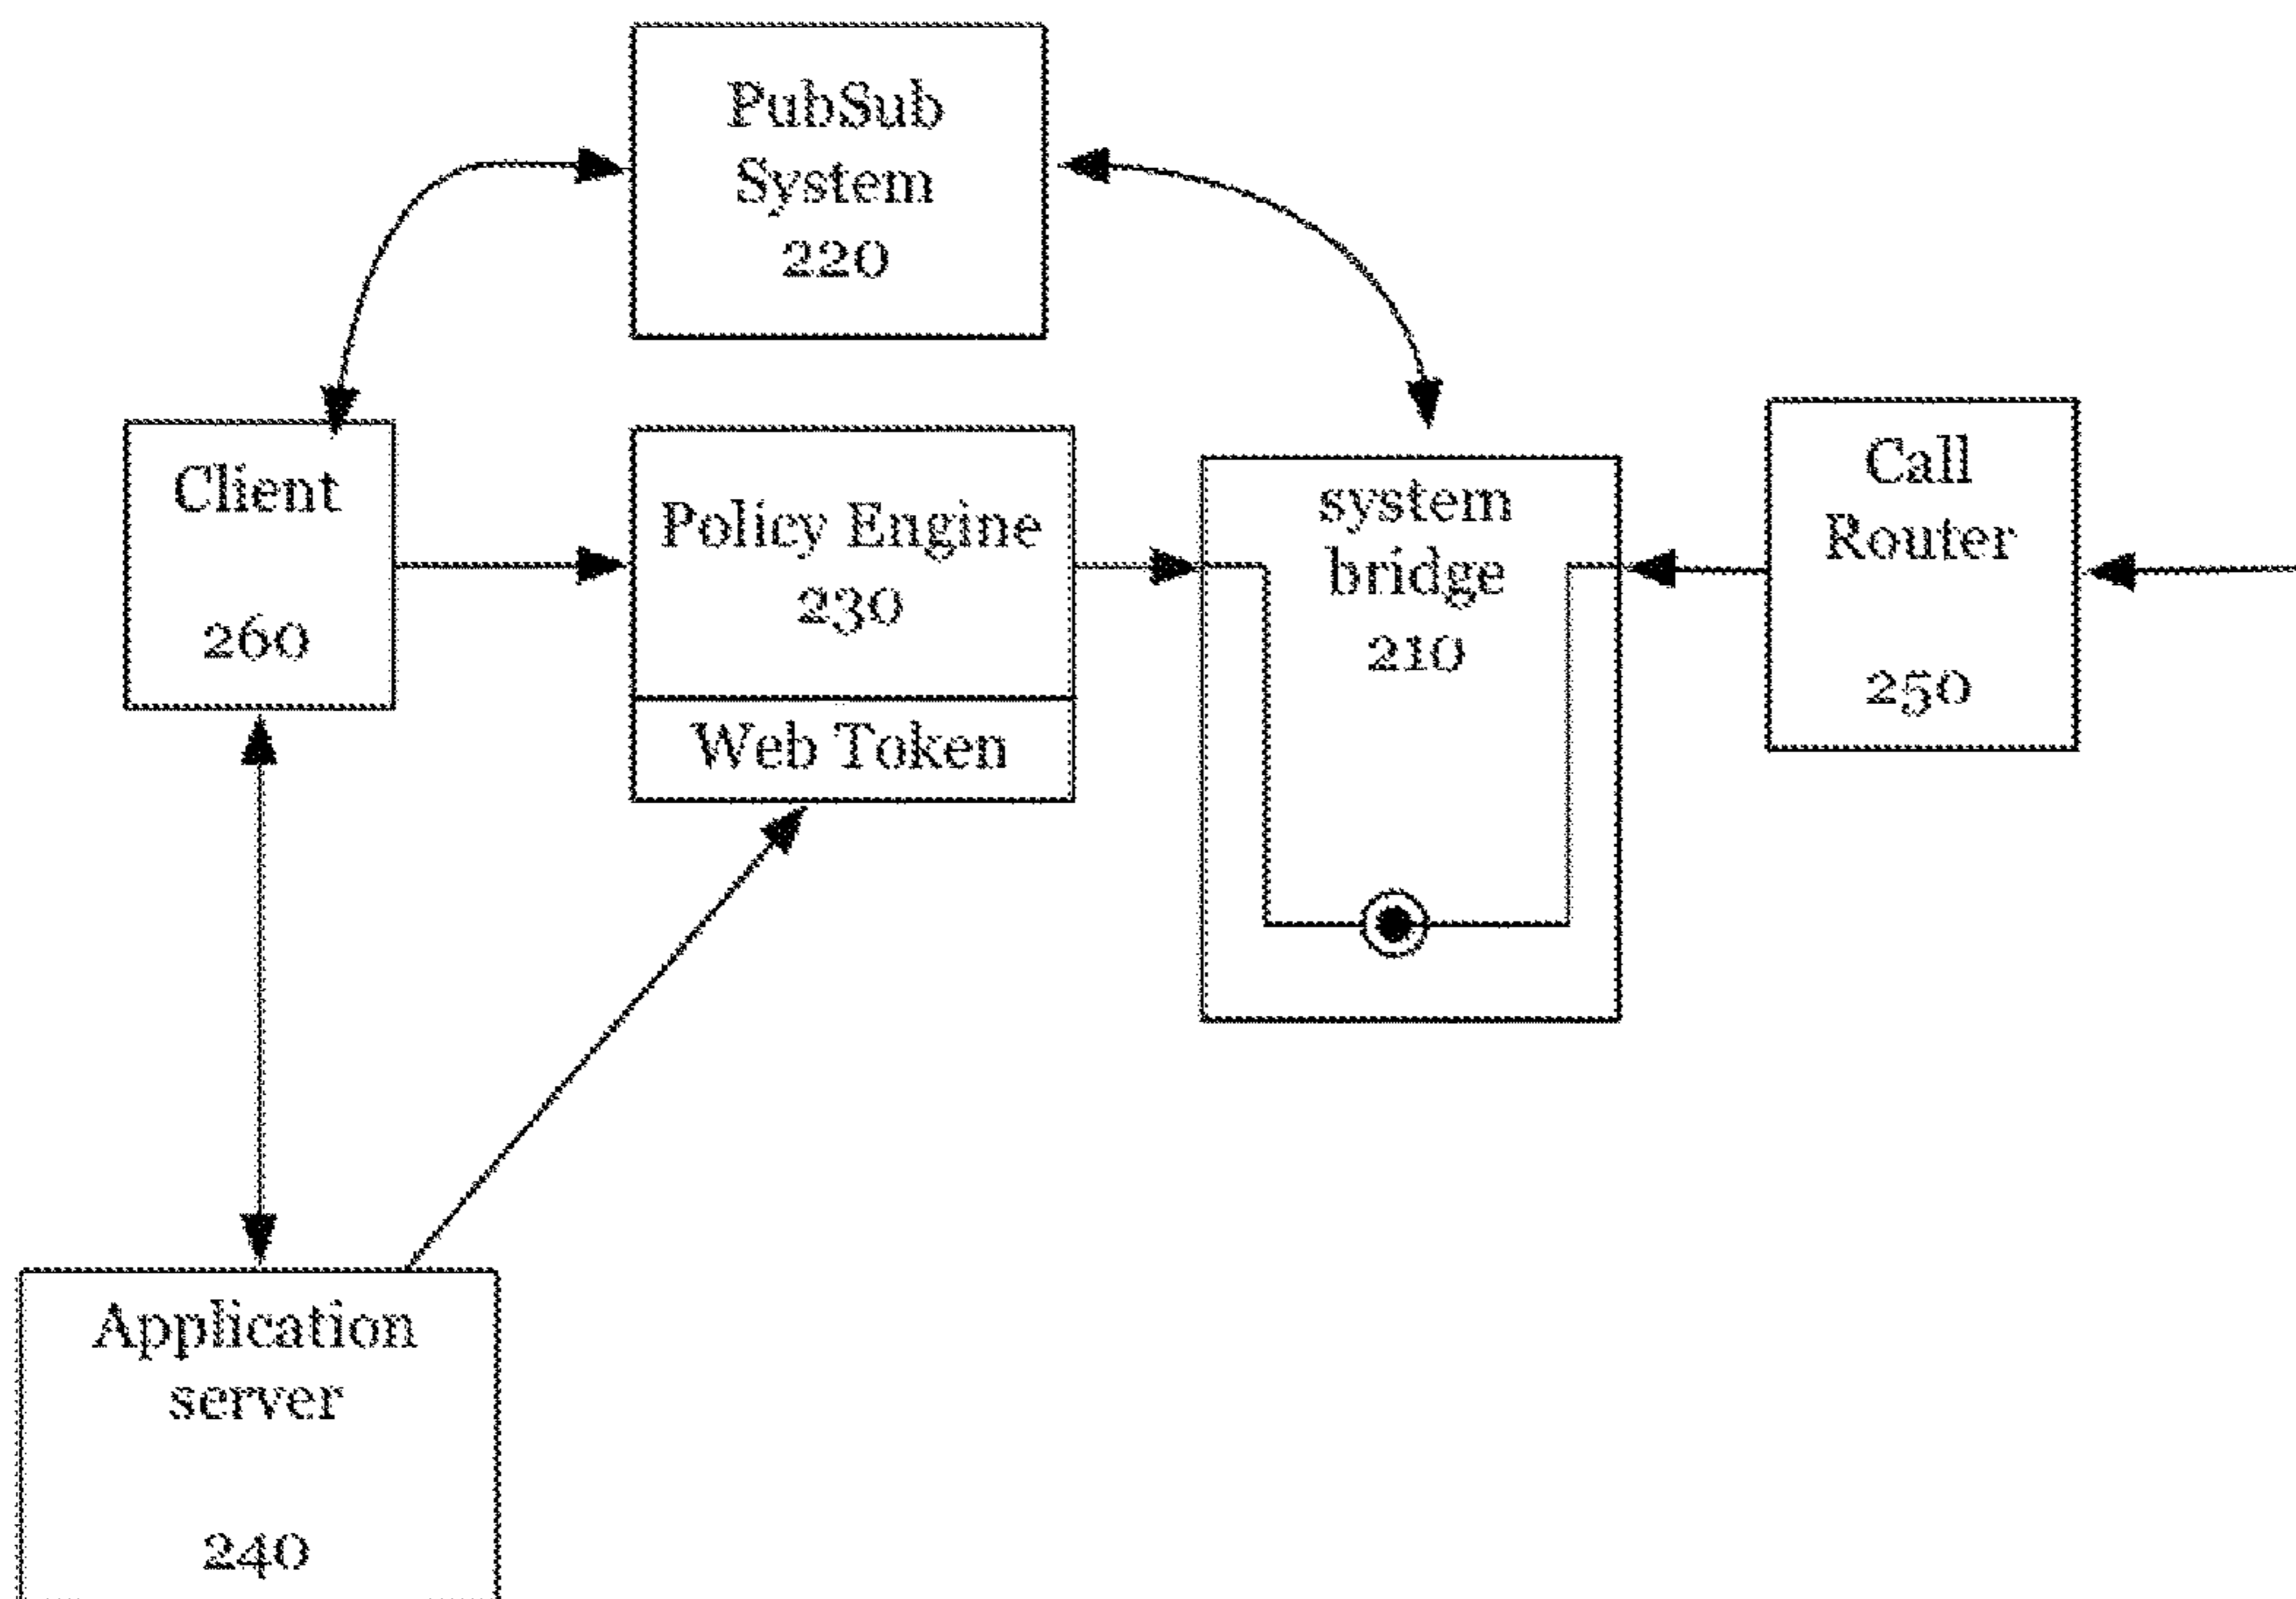 PubSub
System
220
Client
260
Policy Engine
230
Web Token
system
bridge
210
Call
Router
250
Application
server
240